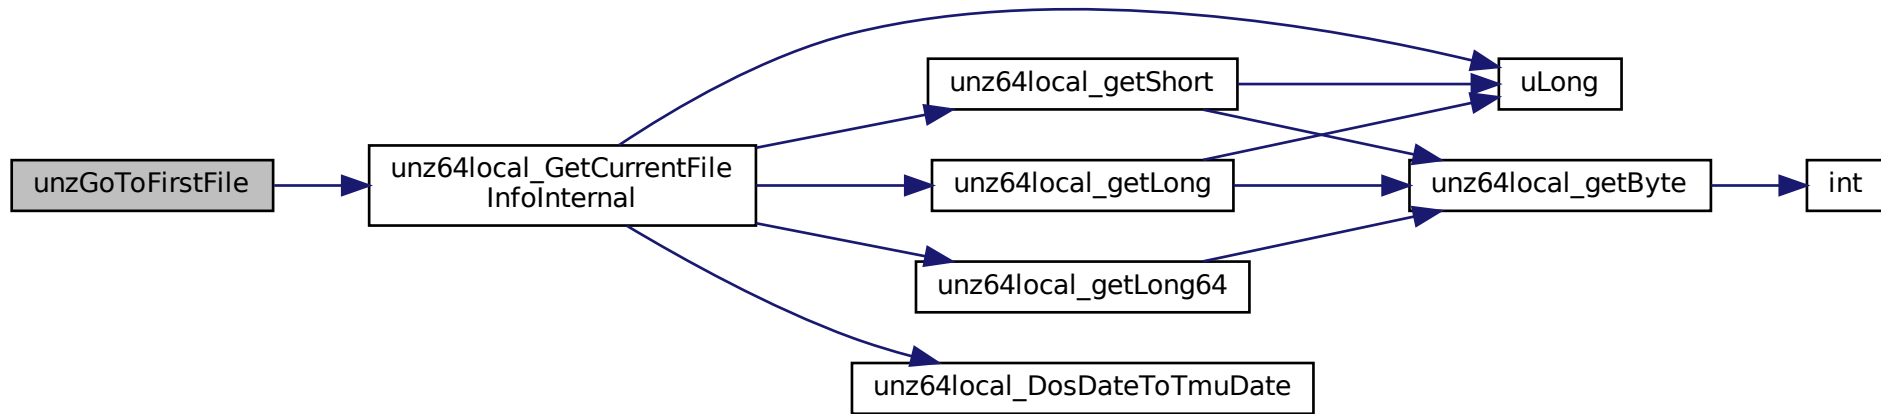 unzGoToFirstFile
unz64local_GetCurrentFile
InfoInternal
unz64local_getShort
unz64local_getLong
unz64local_getLong64
unz64local_DosDateToTmuDate
uLong
unz64local_getByte
int